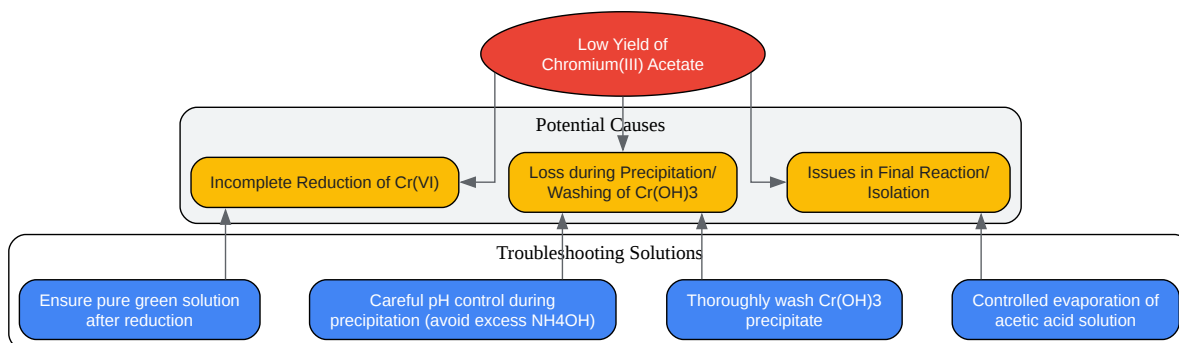 Low Yield of
Chromium(III) Acetate
Potential Causes
Incomplete Reduction of Cr(VI)
Loss during Precipitation/
Washing of Cr(OH)3
Issues in Final Reaction/
Isolation
Troubleshooting Solutions
Ensure pure green solution
after reduction
Careful pH control during
precipitation (avoid excess NH4OH)
Thoroughly wash Cr(OH)3
precipitate
Controlled evaporation of
acetic acid solution